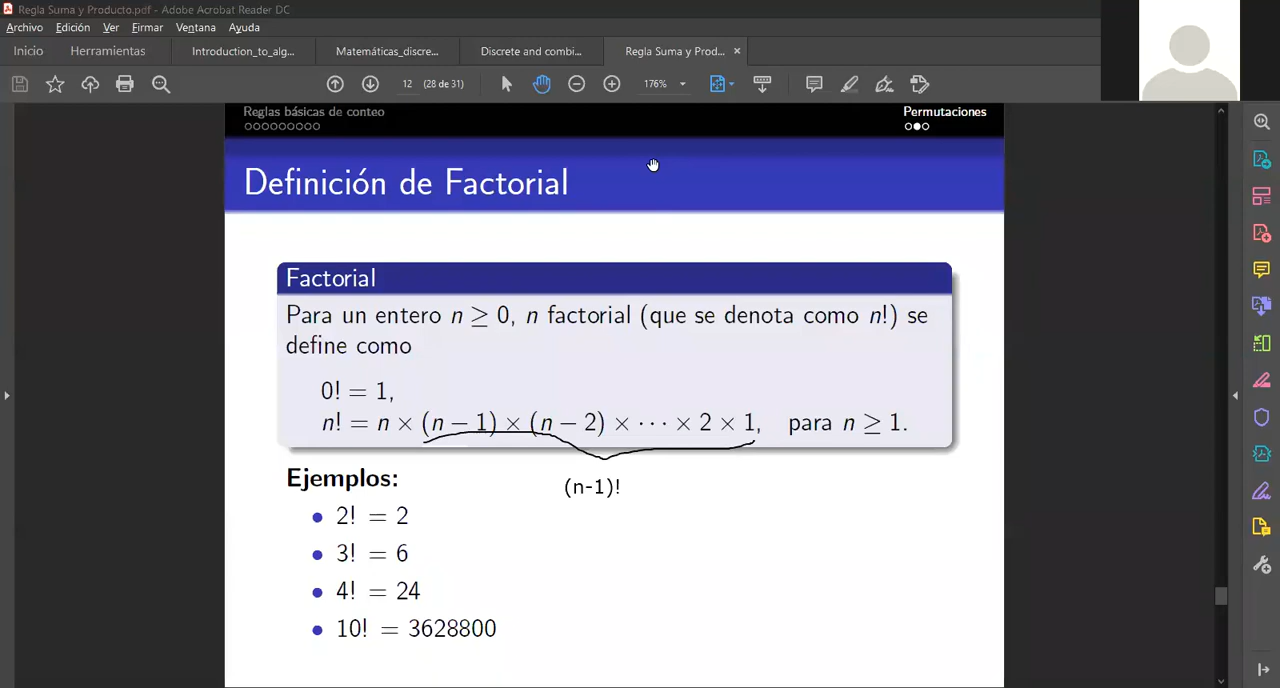 Regla Suma y Producto.pdf - Adobe Acrobat Reader DC
Archivo Edición Ver Firmar Ventana Ayuda
Inicio Herramientas Introduction_to_alg... Matemáticas_discre... Discrete and combi... Regla Suma y Prod... ×
12 (28 de 31) 176%
Reglas básicas de conteo Permutaciones
Definición de Factorial
Factorial
Para un entero n ≥ 0, n factorial (que se denota como n!) se
define como
0! = 1,
n! = n × (n − 1) × (n − 2) × ··· × 2 × 1, para n ≥ 1.
(n-1)!
Ejemplos:
• 2! = 2
• 3! = 6
• 4! = 24
• 10! = 3628800